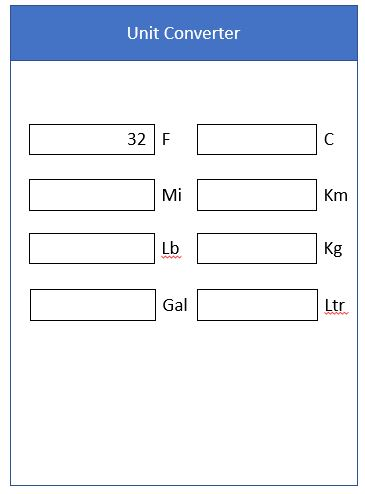 Unit Converter
32 F C
Mi Km
Lb Kg
Gal Ltr